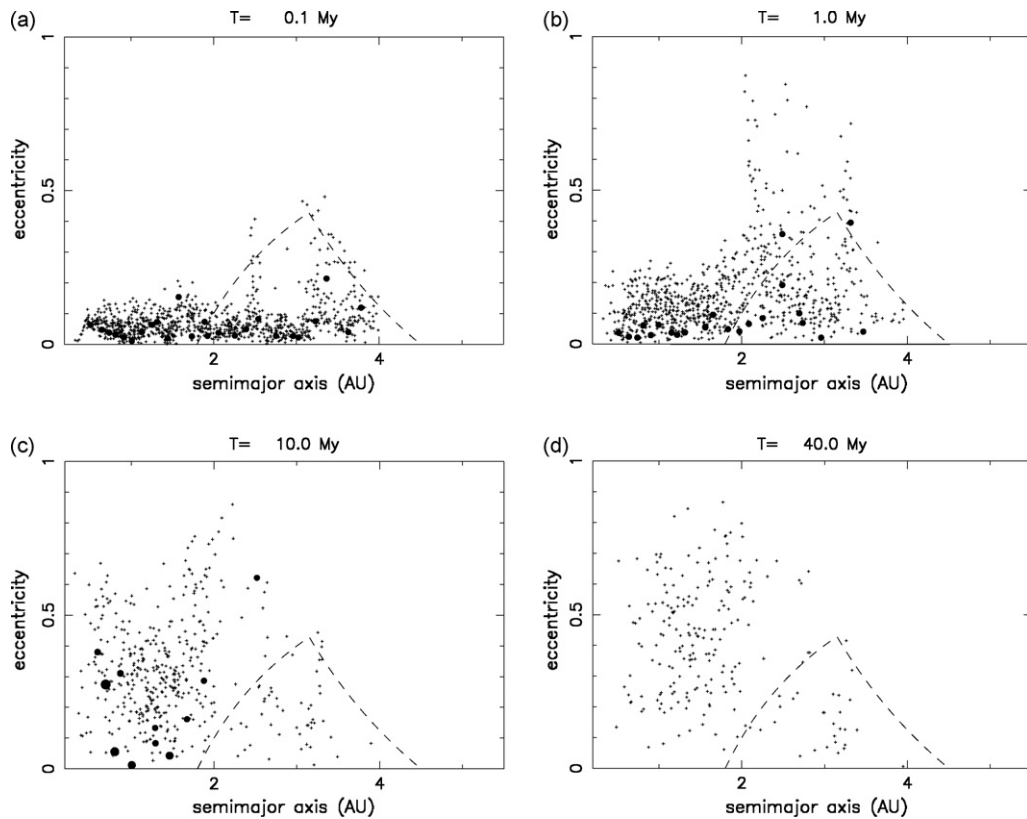 (a) T= 0.1 My
1
0.5
0
eccentricity
2 4
semimajor axis (AU)
(b) T= 1.0 My
1
0.5
0
eccentricity
2 4
semimajor axis (AU)
(c) T= 10.0 My
1
0.5
0
eccentricity
2 4
semimajor axis (AU)
(d) T= 40.0 My
1
0.5
0
eccentricity
2 4
semimajor axis (AU)